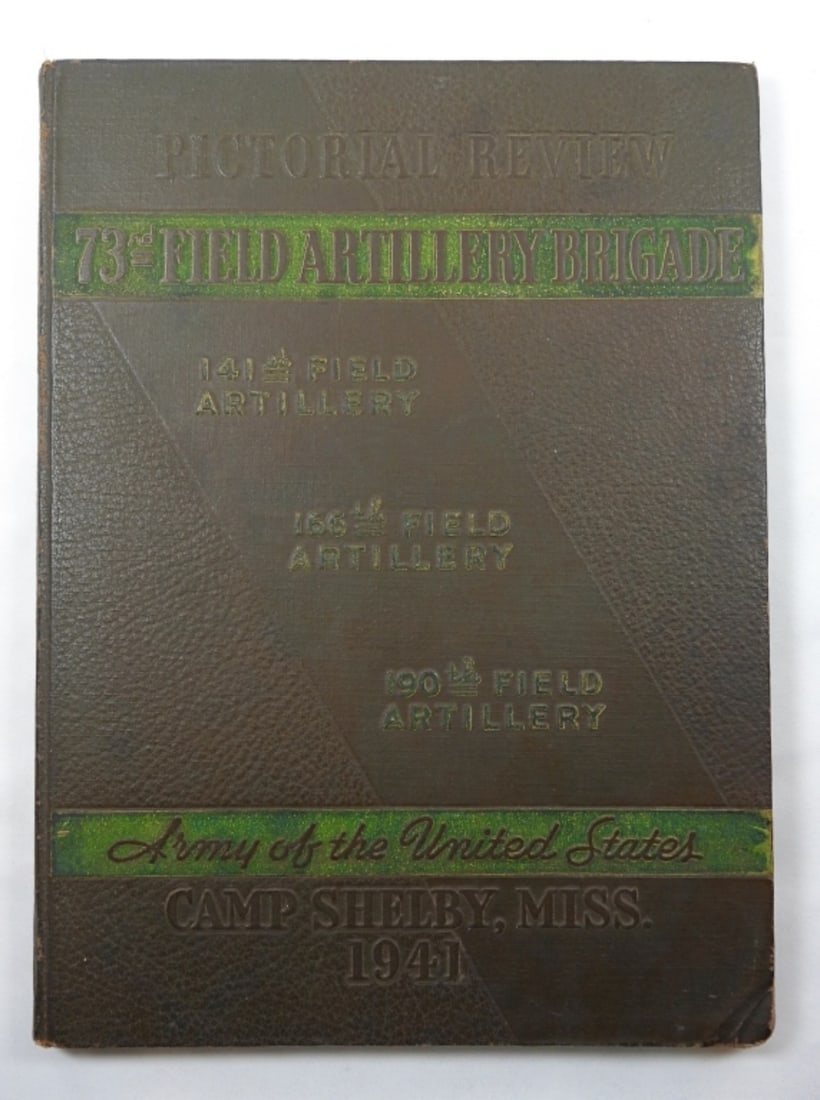 PICTORIAL REVIEW
73rd FIELD ARTILLERY BRIGADE
141st FIELD
ARTILLERY
166th FIELD
ARTILLERY
190th FIELD
ARTILLERY
Army of the United States
CAMP SHELBY, MISS.
1941